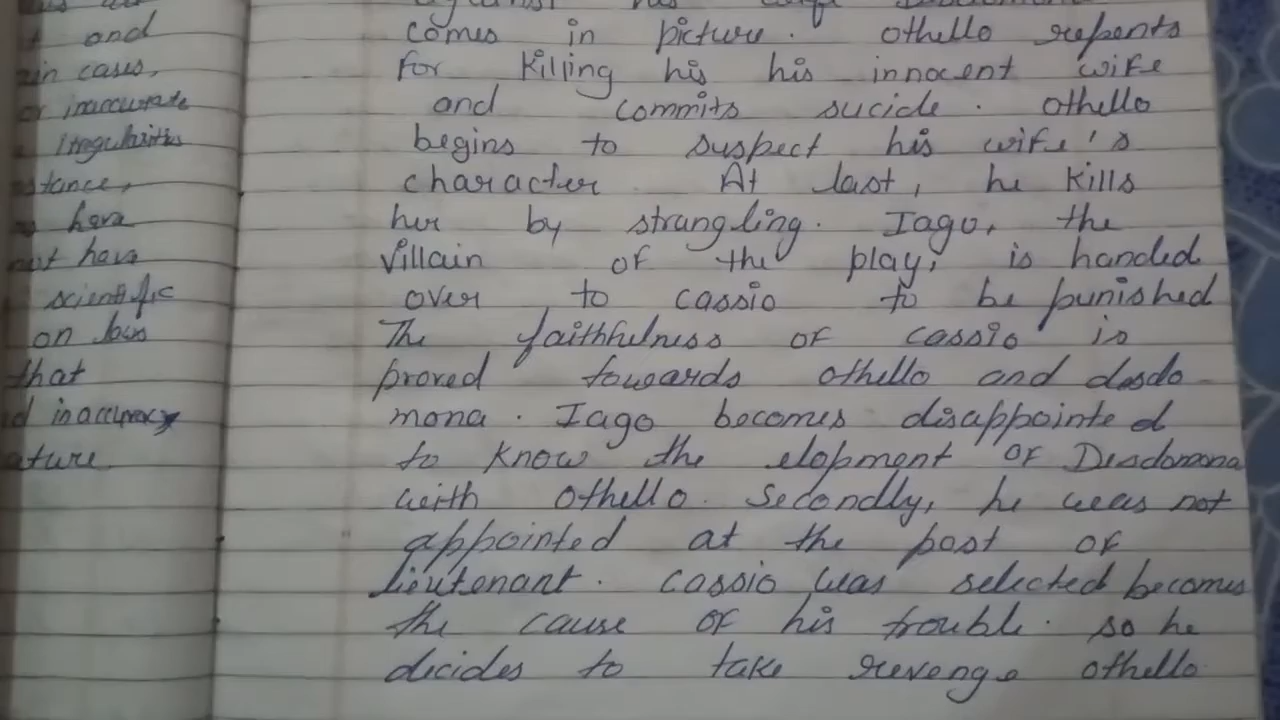 and
in cases,
or inaccurate
irregularities
stance,
have
not have
scientific
on laws
that
d inaccuracy
ature
his
comes in picture. Othello repents
for killing his his innocent wife
and commits sucide. Othello
begins to suspect his wife's
character At last, he kills
her by strangling. Iago, the
villain of the play, is handed
over to cassio to be punished
The faithfulness of cassio is
proved towards othello and desdo
mona. Iago becomes disappointed
to know the elopment of Desdomona
with othello. Secondly, he was not
appointed at the post of
lieutenant. cassio was selected becomes
the cause of his trouble. so he
decides to take revenge othello